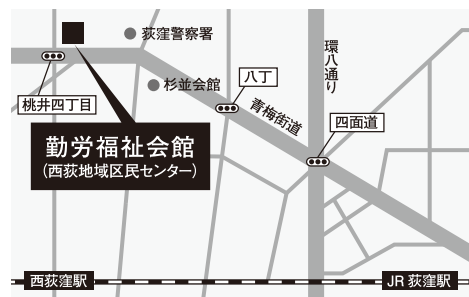 荻窪警察署
環八通り
杉並会館
八丁
桃井四丁目
青梅街道
四面道
勤労福祉会館
(西荻地域区民センター)
西荻窪駅
JR 荻窪駅